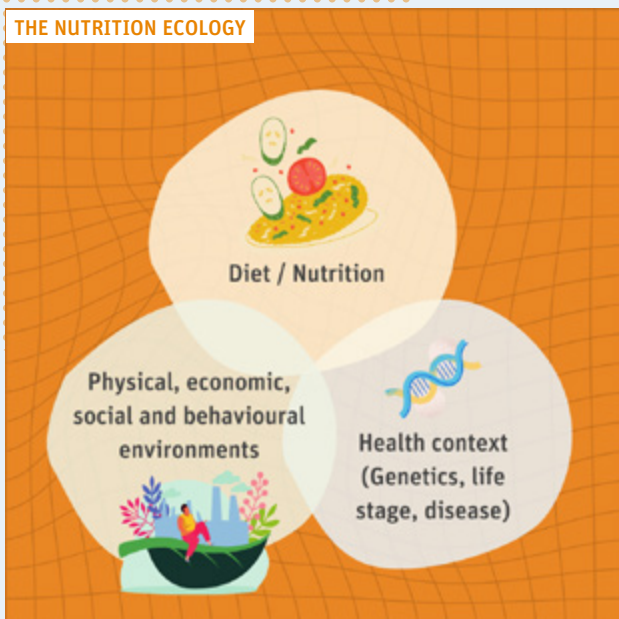 THE NUTRITION ECOLOGY
Diet / Nutrition
Physical, economic,
social and behavioural
environments
Health context
(Genetics, life
stage, disease)